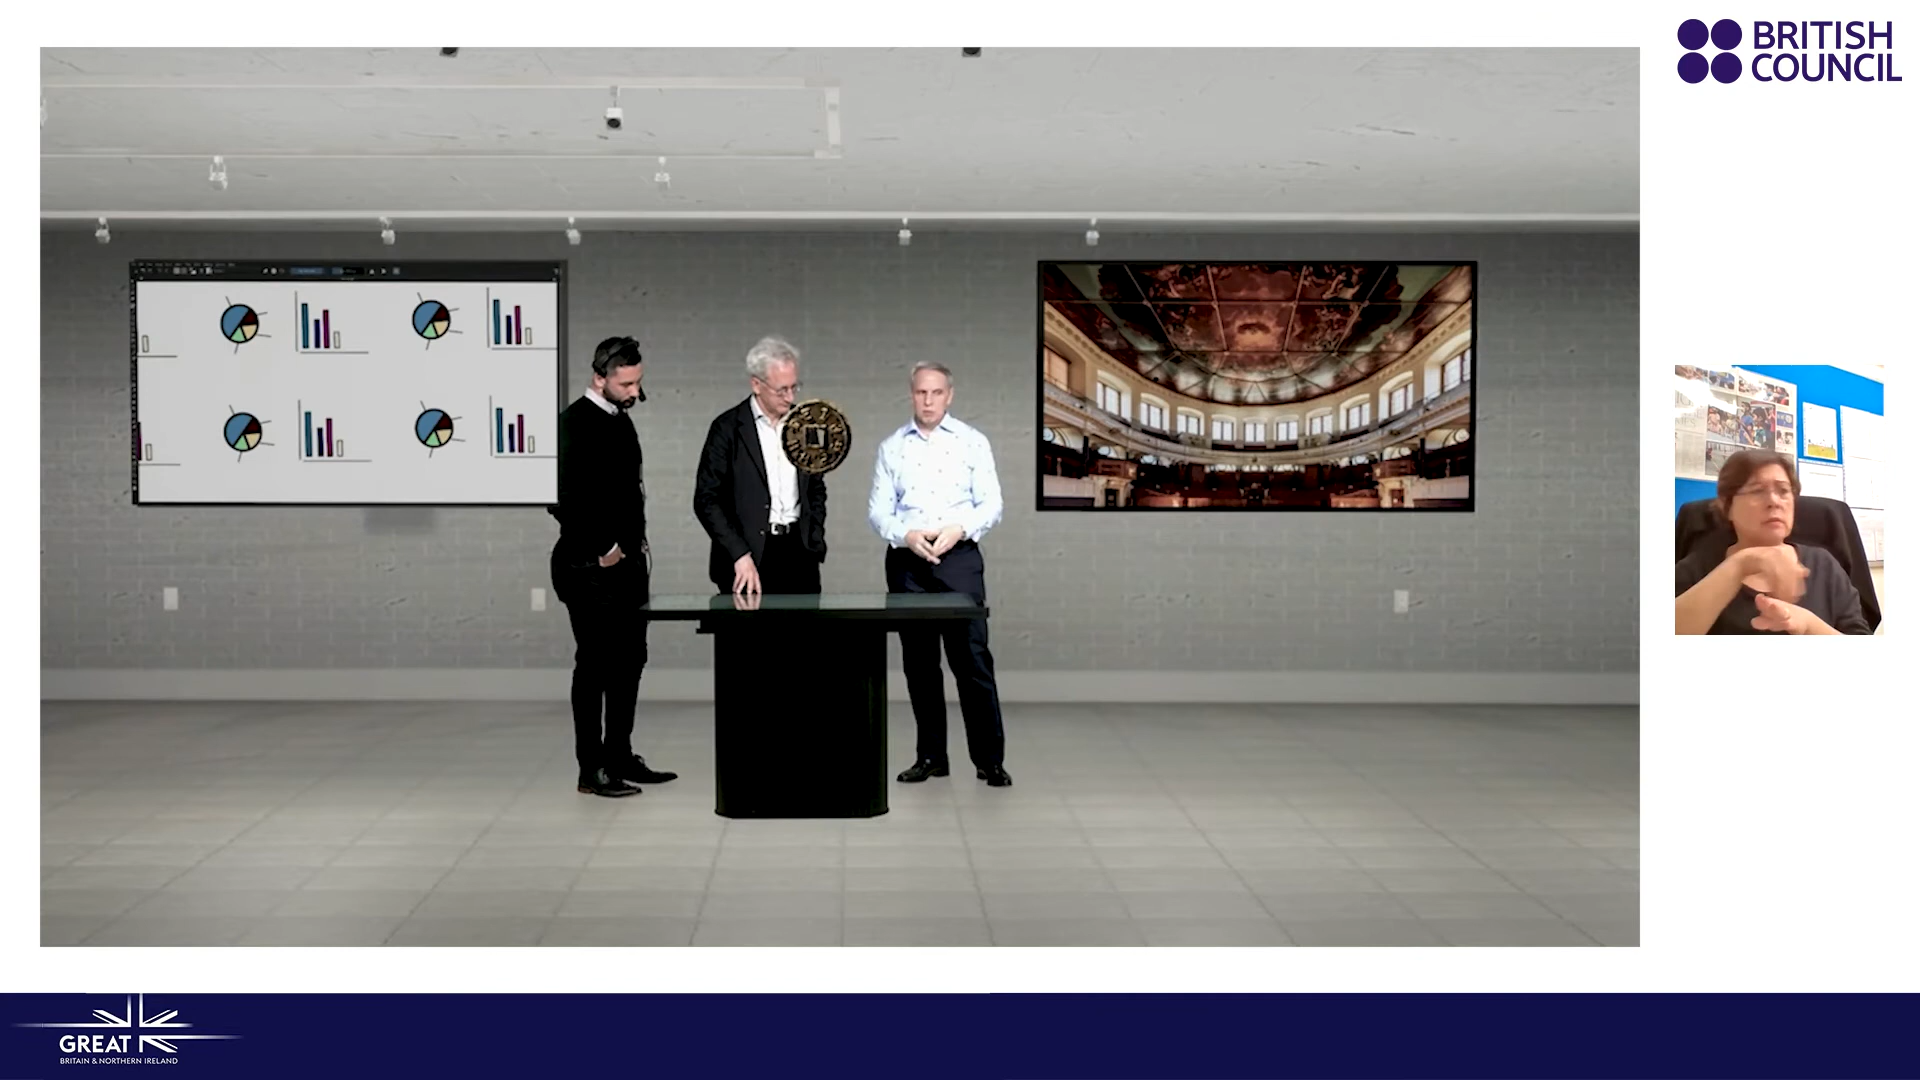 BRITISH
COUNCIL
GREAT
BRITAIN & NORTHERN IRELAND